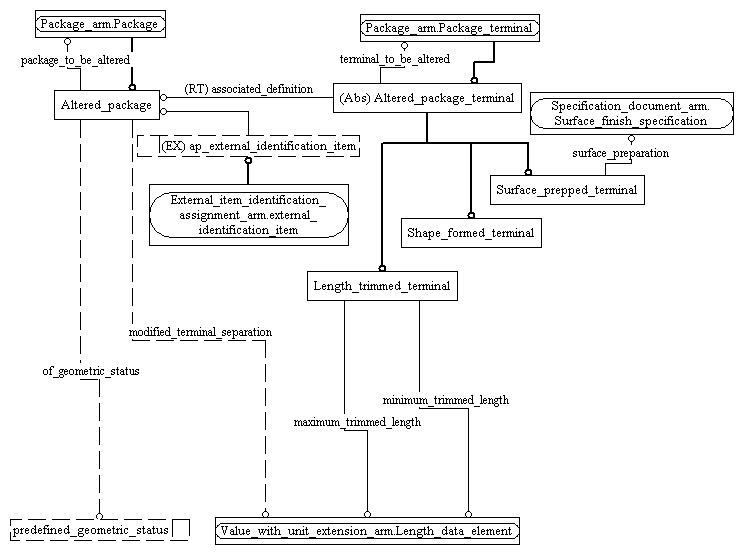 Package_arm.Package
Package_arm.Package_terminal
package_to_be_altered
terminal_to_be_altered
(RT) associated_definition
Altered_package
(Abs) Altered_package_terminal
Specification_document_arm.
Surface_finish_specification
(EX) ap_external_identification_item
surface_preparation
External_item_identification_
assignment_arm.external_
identification_item
Surface_prepped_terminal
Shape_formed_terminal
Length_trimmed_terminal
modified_terminal_separation
of_geometric_status
minimum_trimmed_length
maximum_trimmed_length
predefined_geometric_status
Value_with_unit_extension_arm.Length_data_element